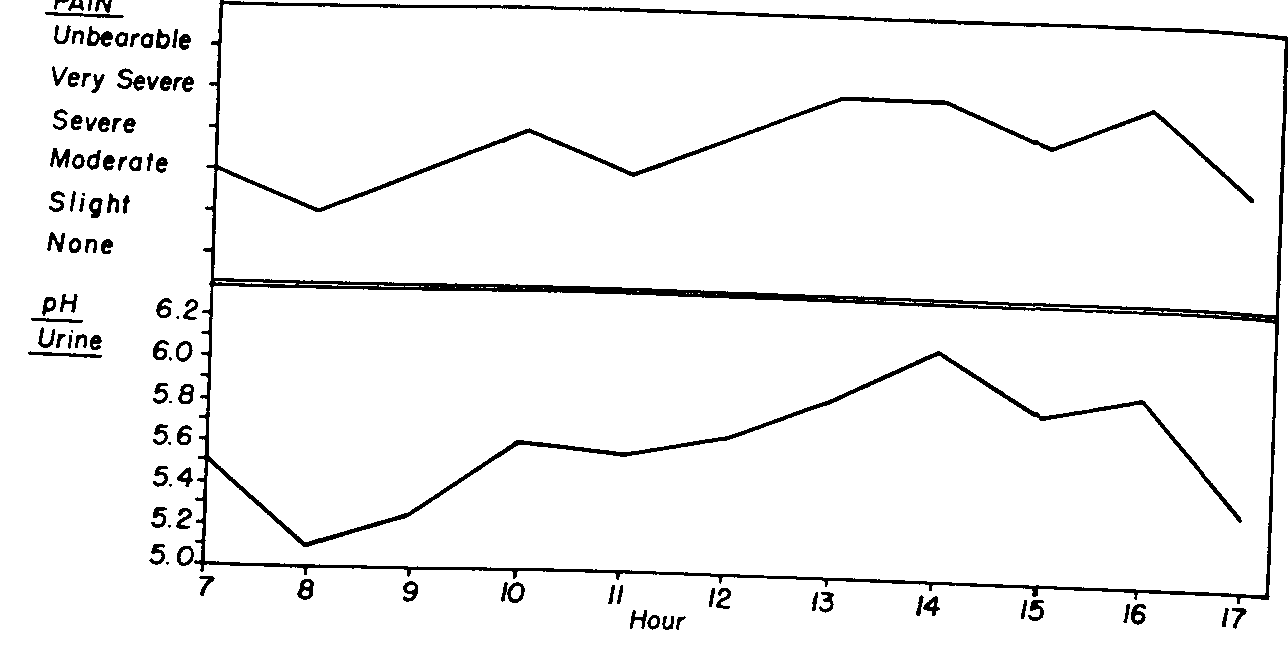 PAIN
Unbearable
Very Severe
Severe
Moderate
Slight
None
pH
Urine
6.2
6.0
5.8
5.6
5.4
5.2
5.0
7 8 9 10 11 12 13 14 15 16 17
Hour